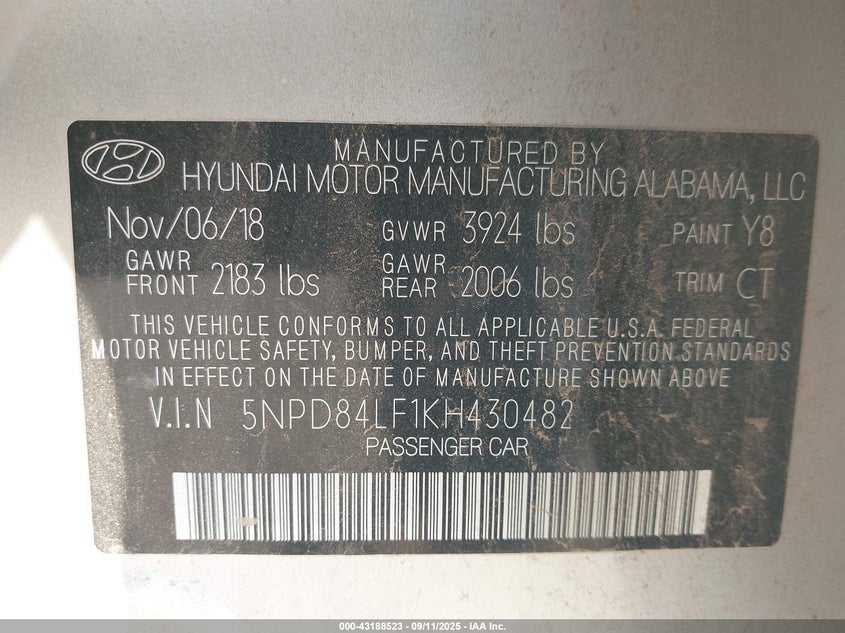 MANUFACTURED BY
HYUNDAI MOTOR MANUFACTURING ALABAMA, LLC
Nov/06/18 GVWR 3924 lbs PAINT Y8
GAWR FRONT 2183 lbs GAWR REAR 2006 lbs TRIM CT
THIS VEHICLE CONFORMS TO ALL APPLICABLE U.S.A. FEDERAL
MOTOR VEHICLE SAFETY, BUMPER, AND THEFT PREVENTION STANDARDS
IN EFFECT ON THE DATE OF MANUFACTURE SHOWN ABOVE
V.I.N 5NPD84LF1KH430482
PASSENGER CAR
000-43188523 - 09/11/2025 - IAA Inc.